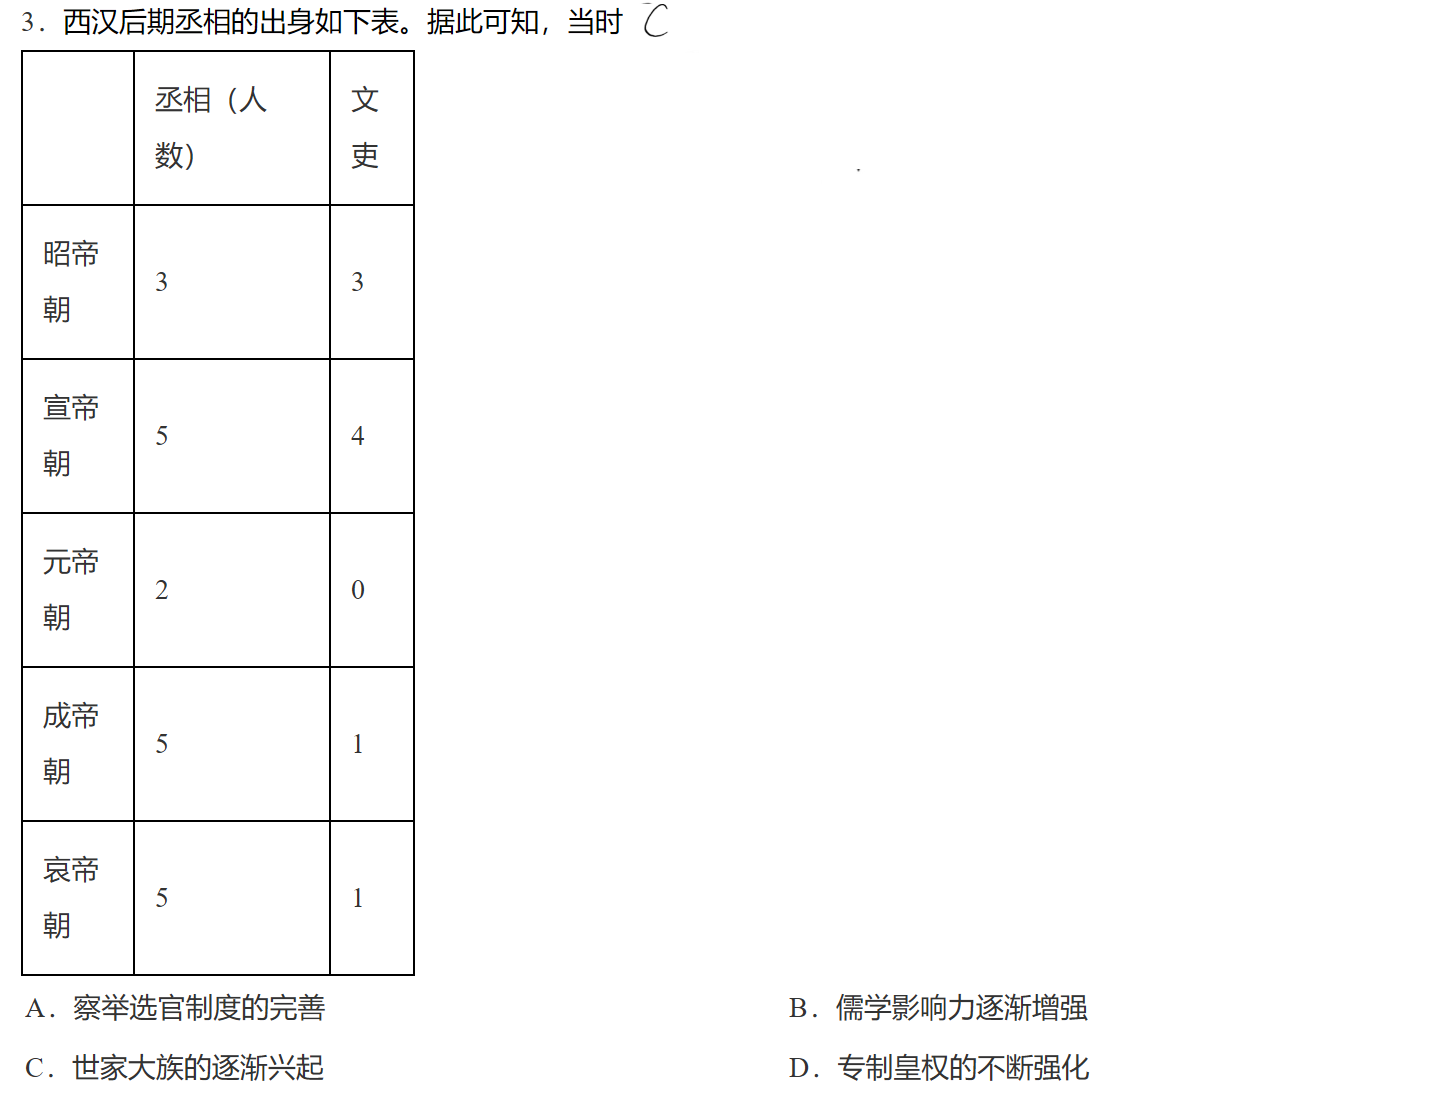 3．西汉后期丞相的出身如下表。据此可知，当时 C
丞相（人 文
数） 吏
昭帝
朝 3 3
宣帝
朝 5 4
元帝
朝 2 0
成帝
朝 5 1
哀帝
朝 5 1
A．察举选官制度的完善 B．儒学影响力逐渐增强
C．世家大族的逐渐兴起 D．专制皇权的不断强化